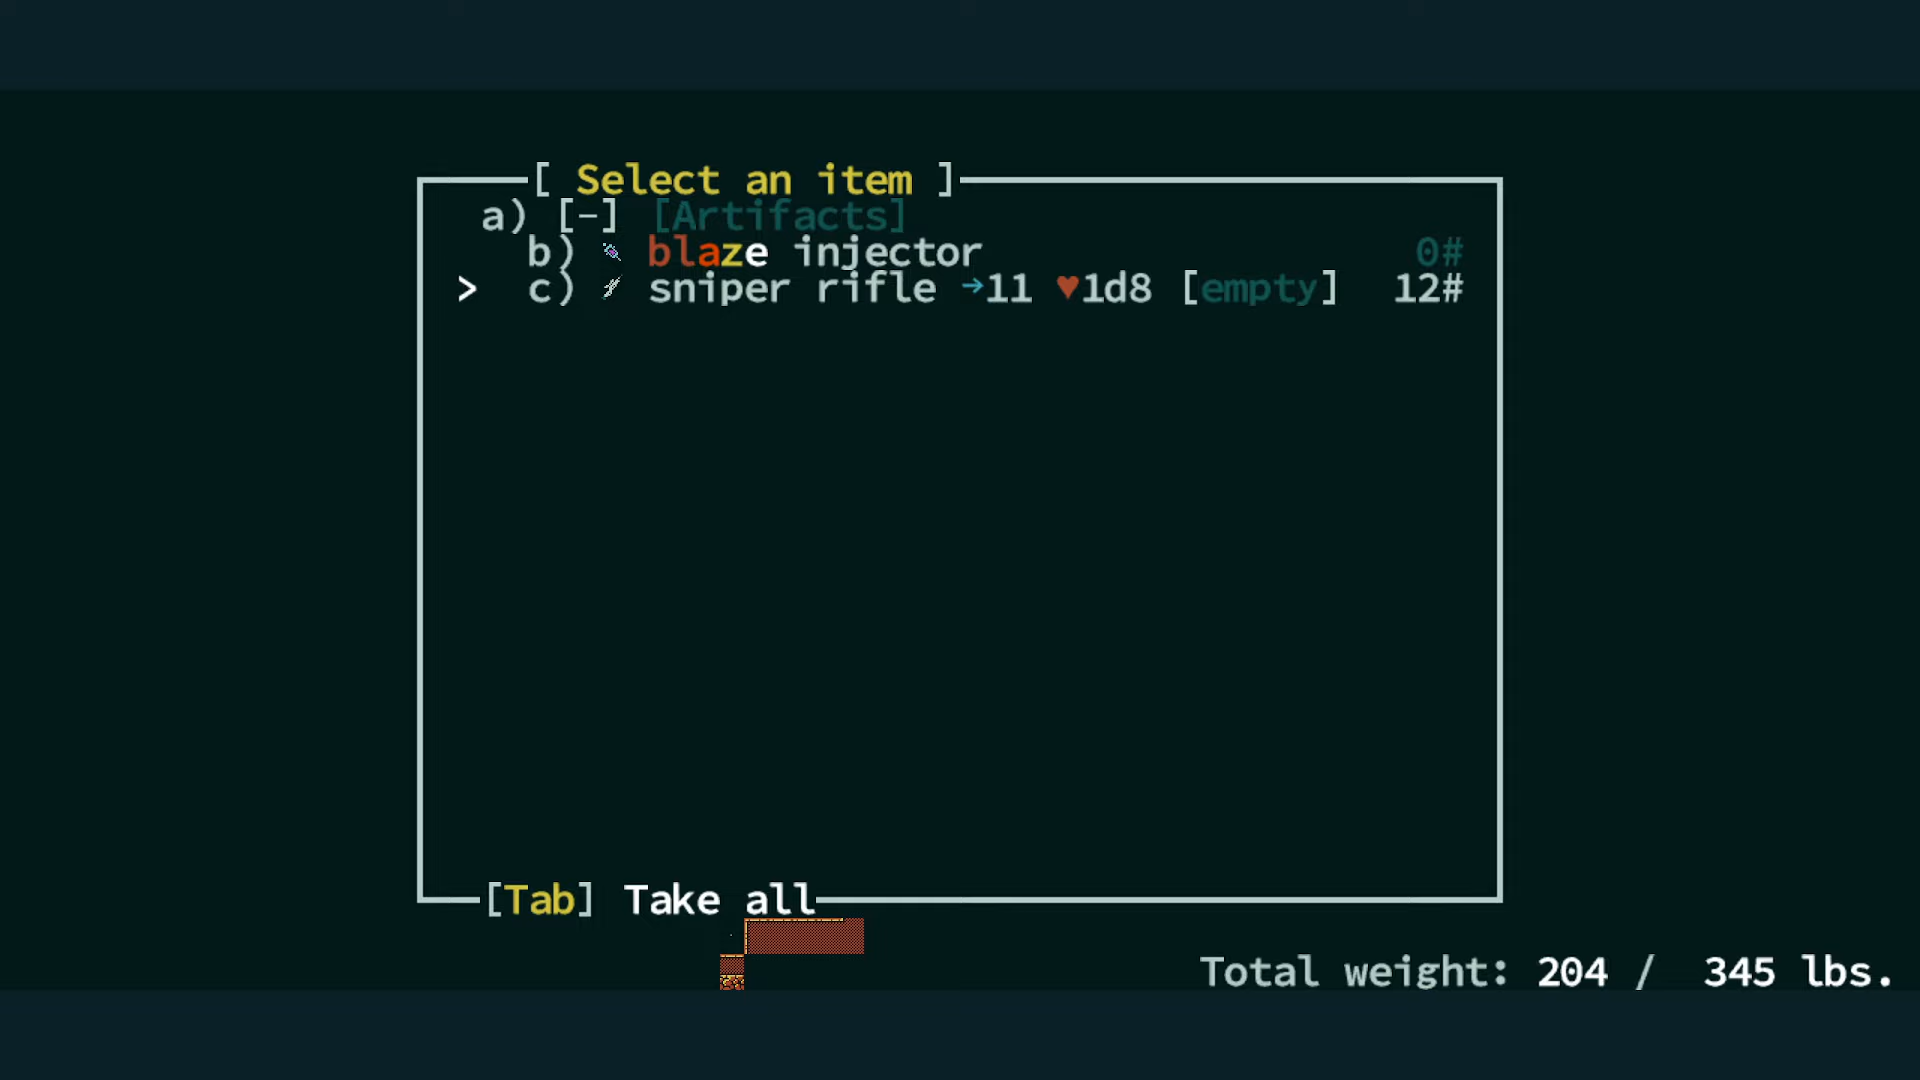 [ Select an item ]
a) [-] [Artifacts]
b) blaze injector 0#
> c) sniper rifle →11 ♥1d8 [empty] 12#
[Tab] Take all
Total weight: 204 / 345 lbs.